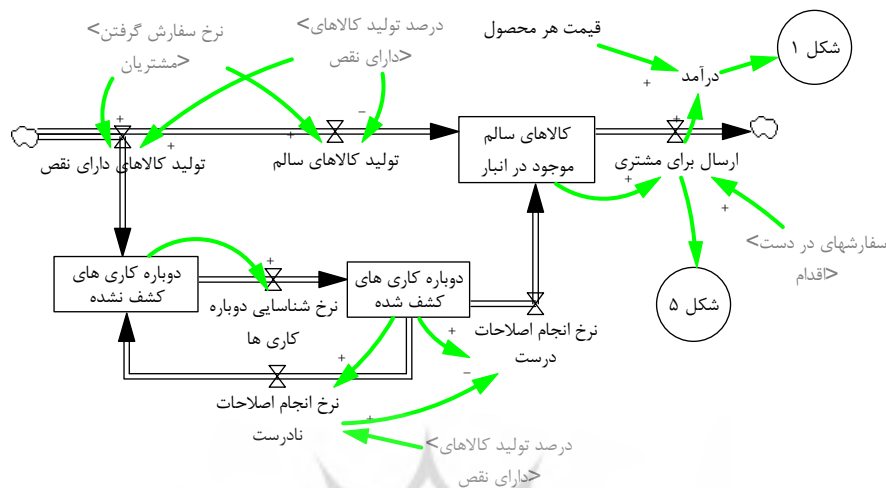 <نرخ سفارش گرفتن
مشتریان>
<درصد تولید کالاهای
دارای نقص>
قیمت هر محصول
شکل ۱
درآمد
+
+
+
−
+
+
تولید کالاهای دارای نقص
تولید کالاهای سالم
کالاهای سالم
موجود در انبار
ارسال برای مشتری
+
+
<سفارشهای در دست
اقدام>
دوباره کاری های
کشف نشده
+
نرخ شناسایی دوباره
کاری ها
دوباره کاری های
کشف شده
شکل ۵
نرخ انجام اصلاحات
درست
+
+
−
نرخ انجام اصلاحات
نادرست
+
<درصد تولید کالاهای
دارای نقص>